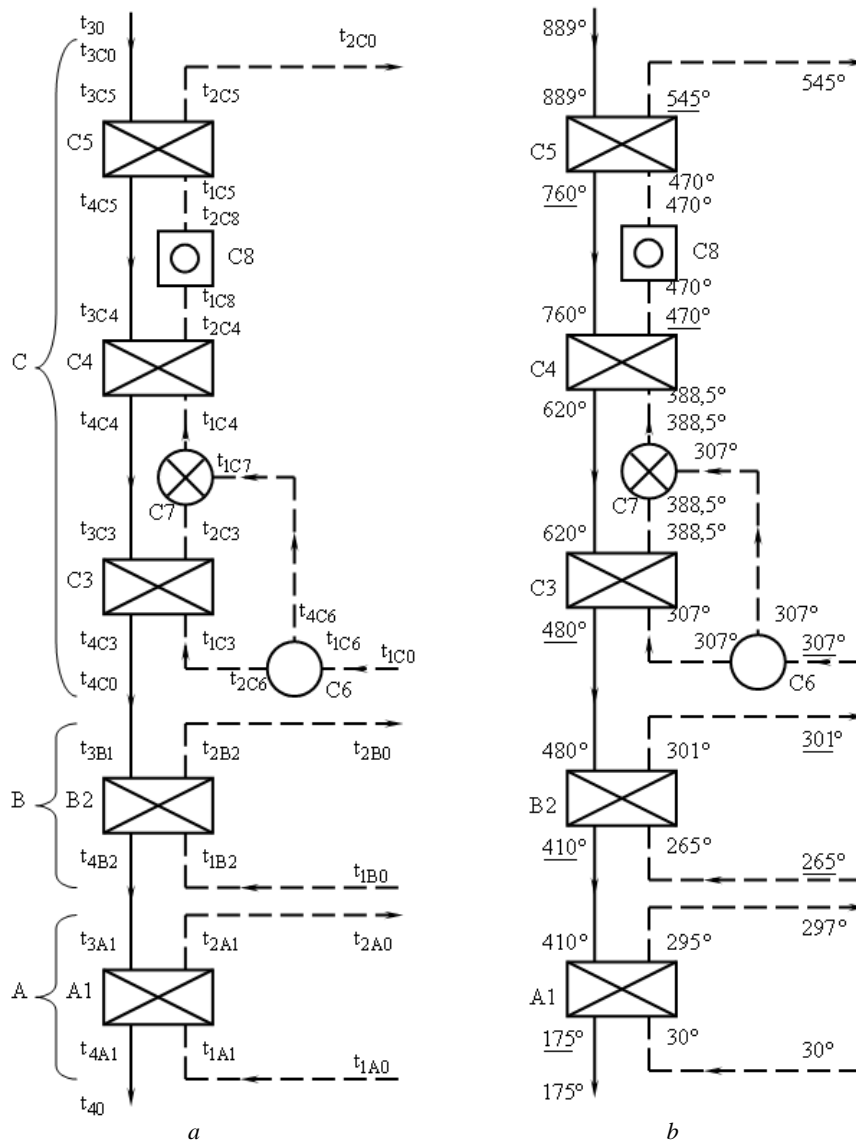 t30
t3C0
t2C0
t3C5
t2C5
C5
t1C5
t4C5
t2C8
C8
t1C8
t3C4
t2C4
C
C4
t4C4
t1C4
t1C7
C7
t3C3
t2C3
C3
t4C6
t4C3
t1C3
t1C6
t1C0
t4C0
t2C6
C6
t3B1
t2B2
t2B0
B
B2
t4B2
t1B2
t1B0
t3A1
t2A1
t2A0
A
A1
t4A1
t1A1
t1A0
t40
a
889°
545°
889°
545°
C5
470°
760°
470°
C8
470°
760°
470°
C4
388,5°
620°
388,5°
307°
C7
388,5°
620°
388,5°
C3
307°
307°
480°
307°
307°
C6
480°
301°
301°
B2
410°
265°
265°
410°
295°
297°
A1
175°
30°
30°
175°
b